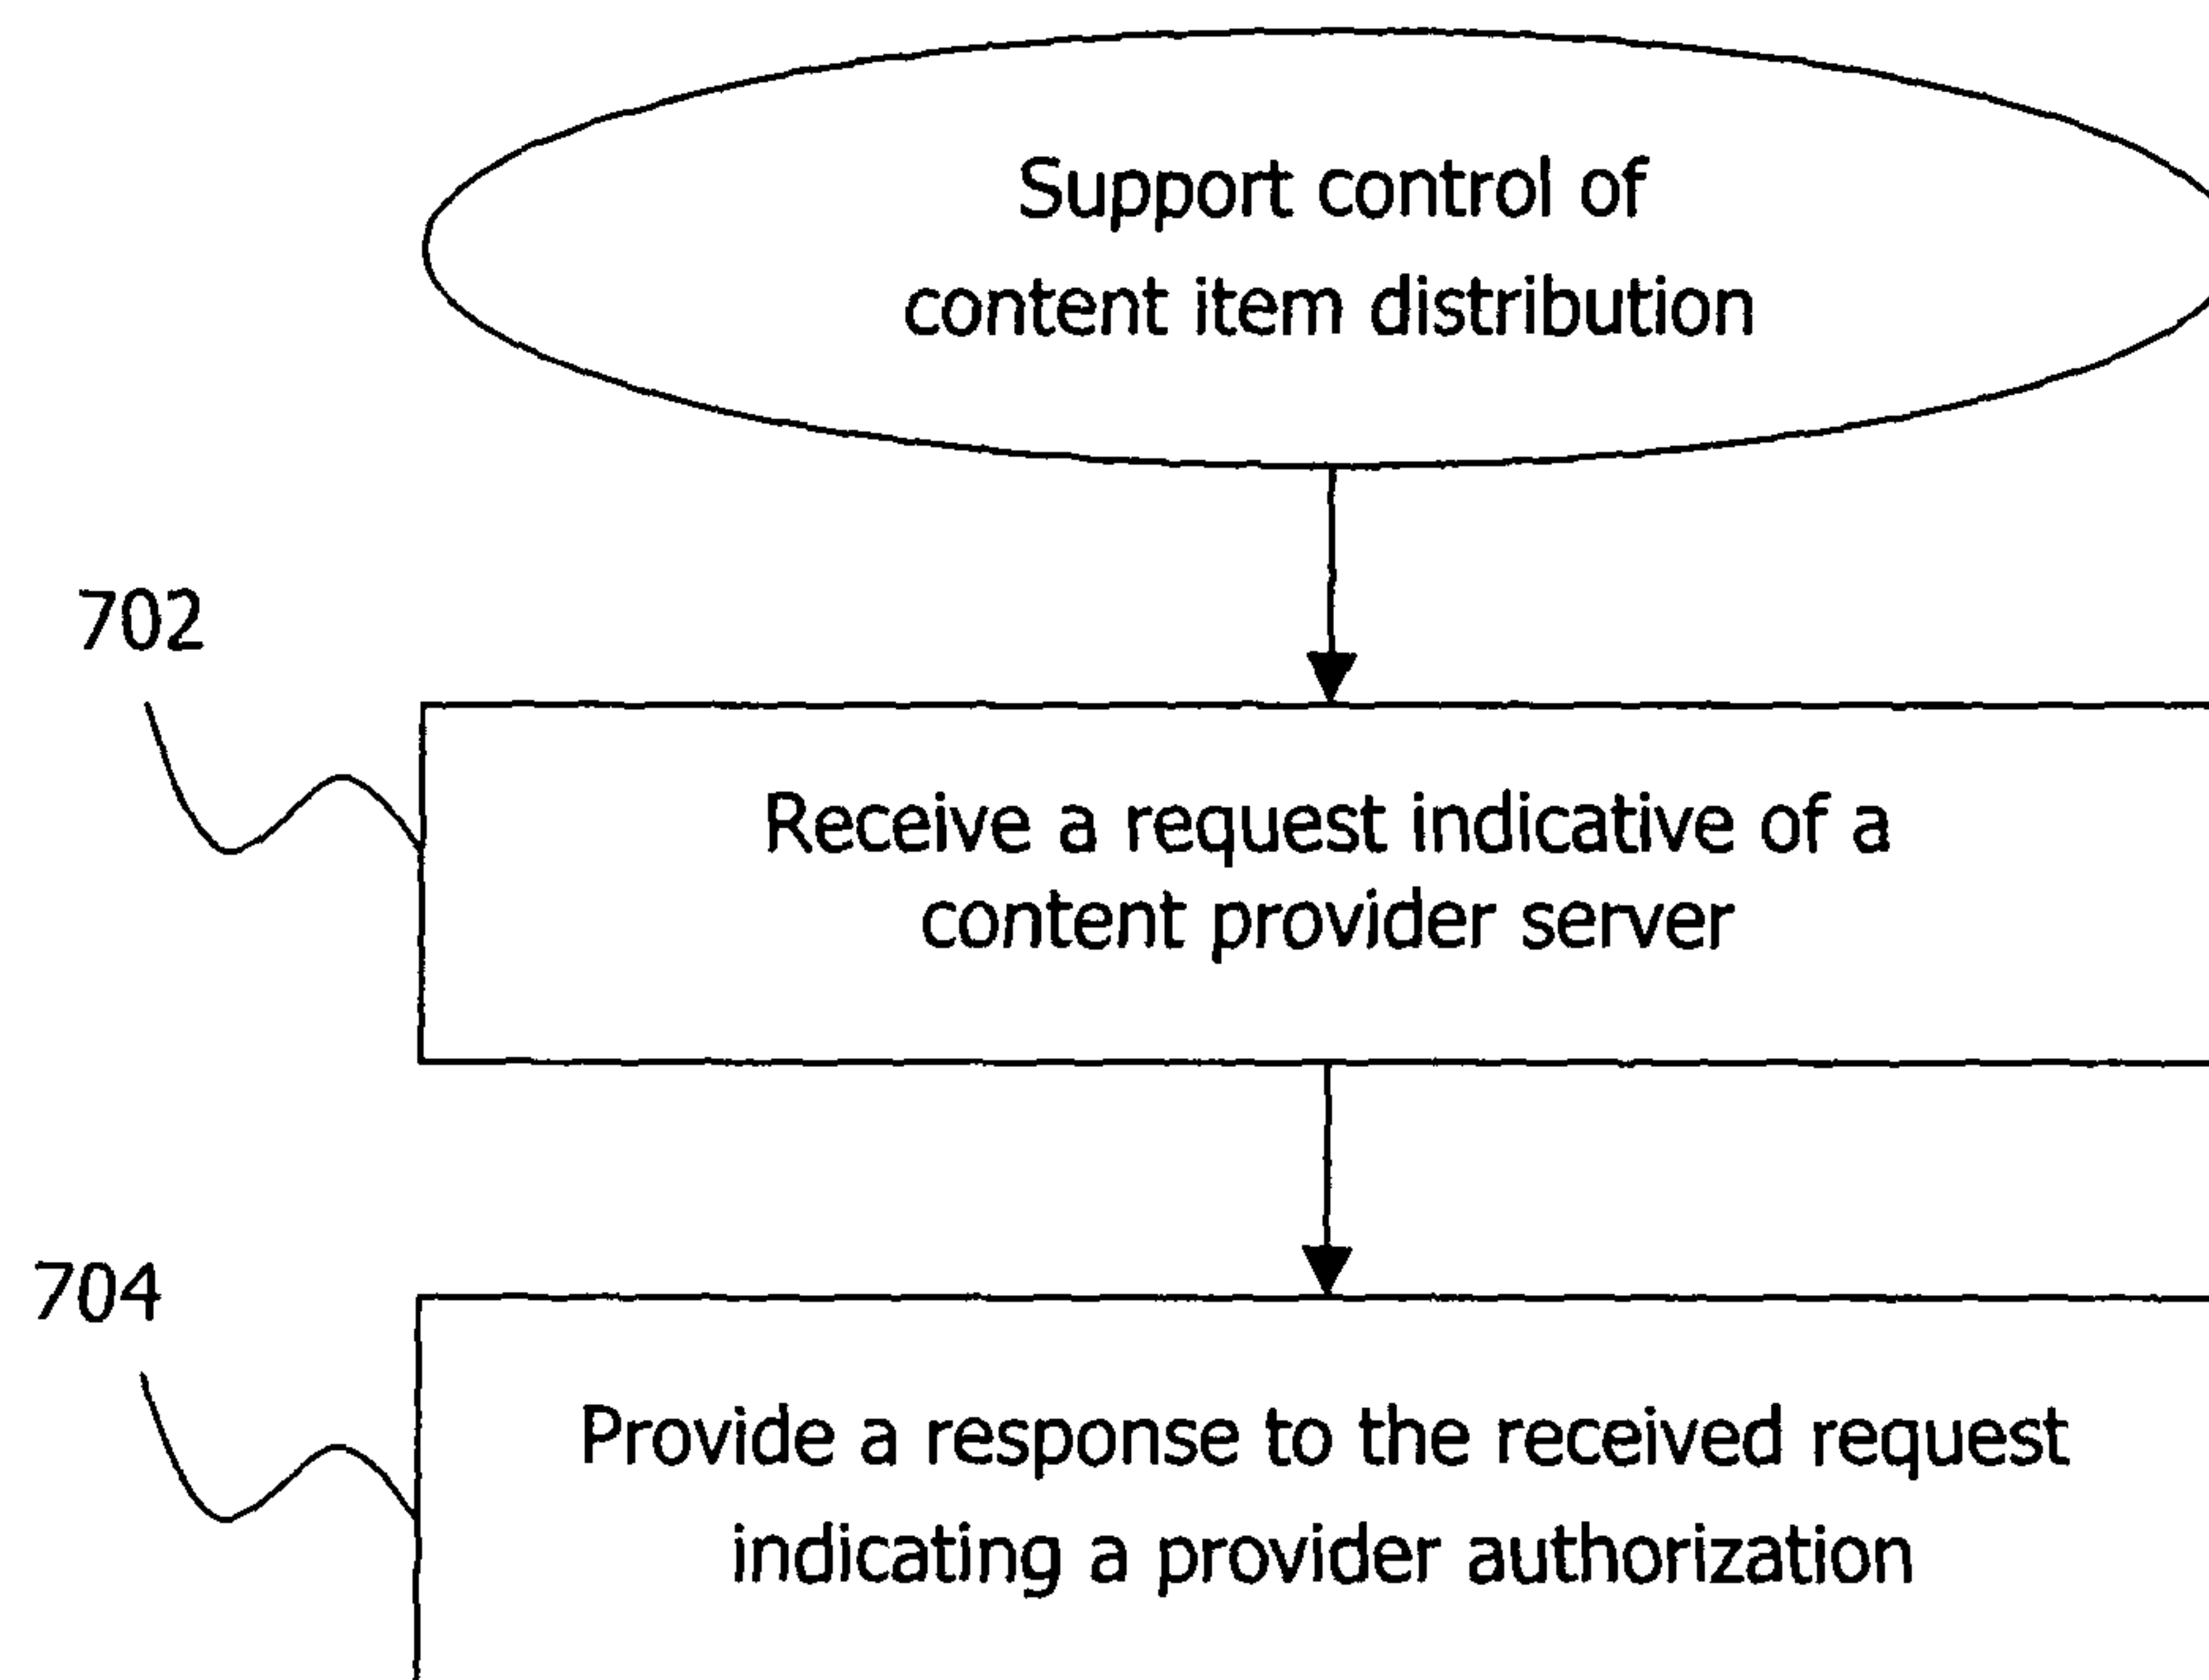 Support control of
content item distribution
702
Receive a request indicative of a
content provider server
704
Provide a response to the received request
indicating a provider authorization